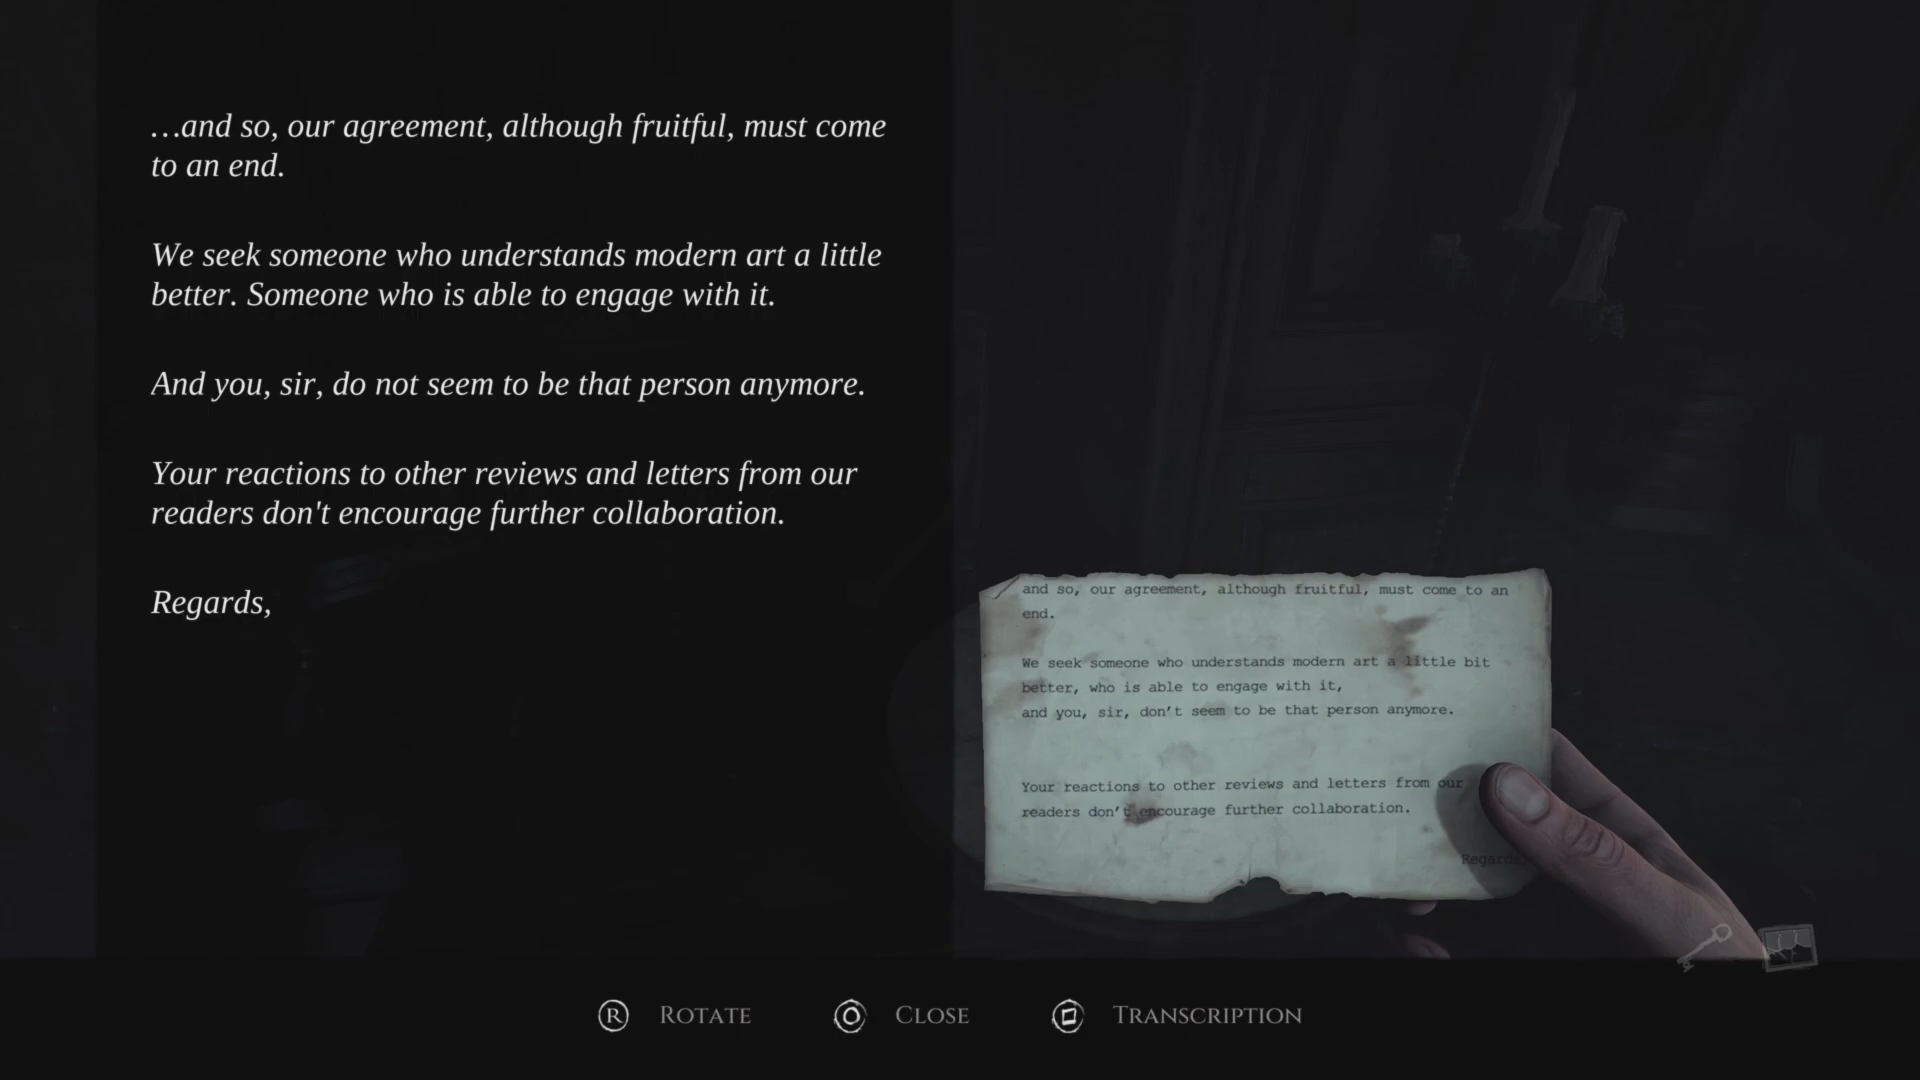 …and so, our agreement, although fruitful, must come
to an end.
We seek someone who understands modern art a little
better. Someone who is able to engage with it.
And you, sir, do not seem to be that person anymore.
Your reactions to other reviews and letters from our
readers don't encourage further collaboration.
Regards,
and so, our agreement, although fruitful, must come to an
end.
We seek someone who understands modern art a little bit
better, who is able to engage with it,
and you, sir, don’t seem to be that person anymore.
Your reactions to other reviews and letters from our
readers don’t encourage further collaboration.
Regards,
R ROTATE
CLOSE
TRANSCRIPTION